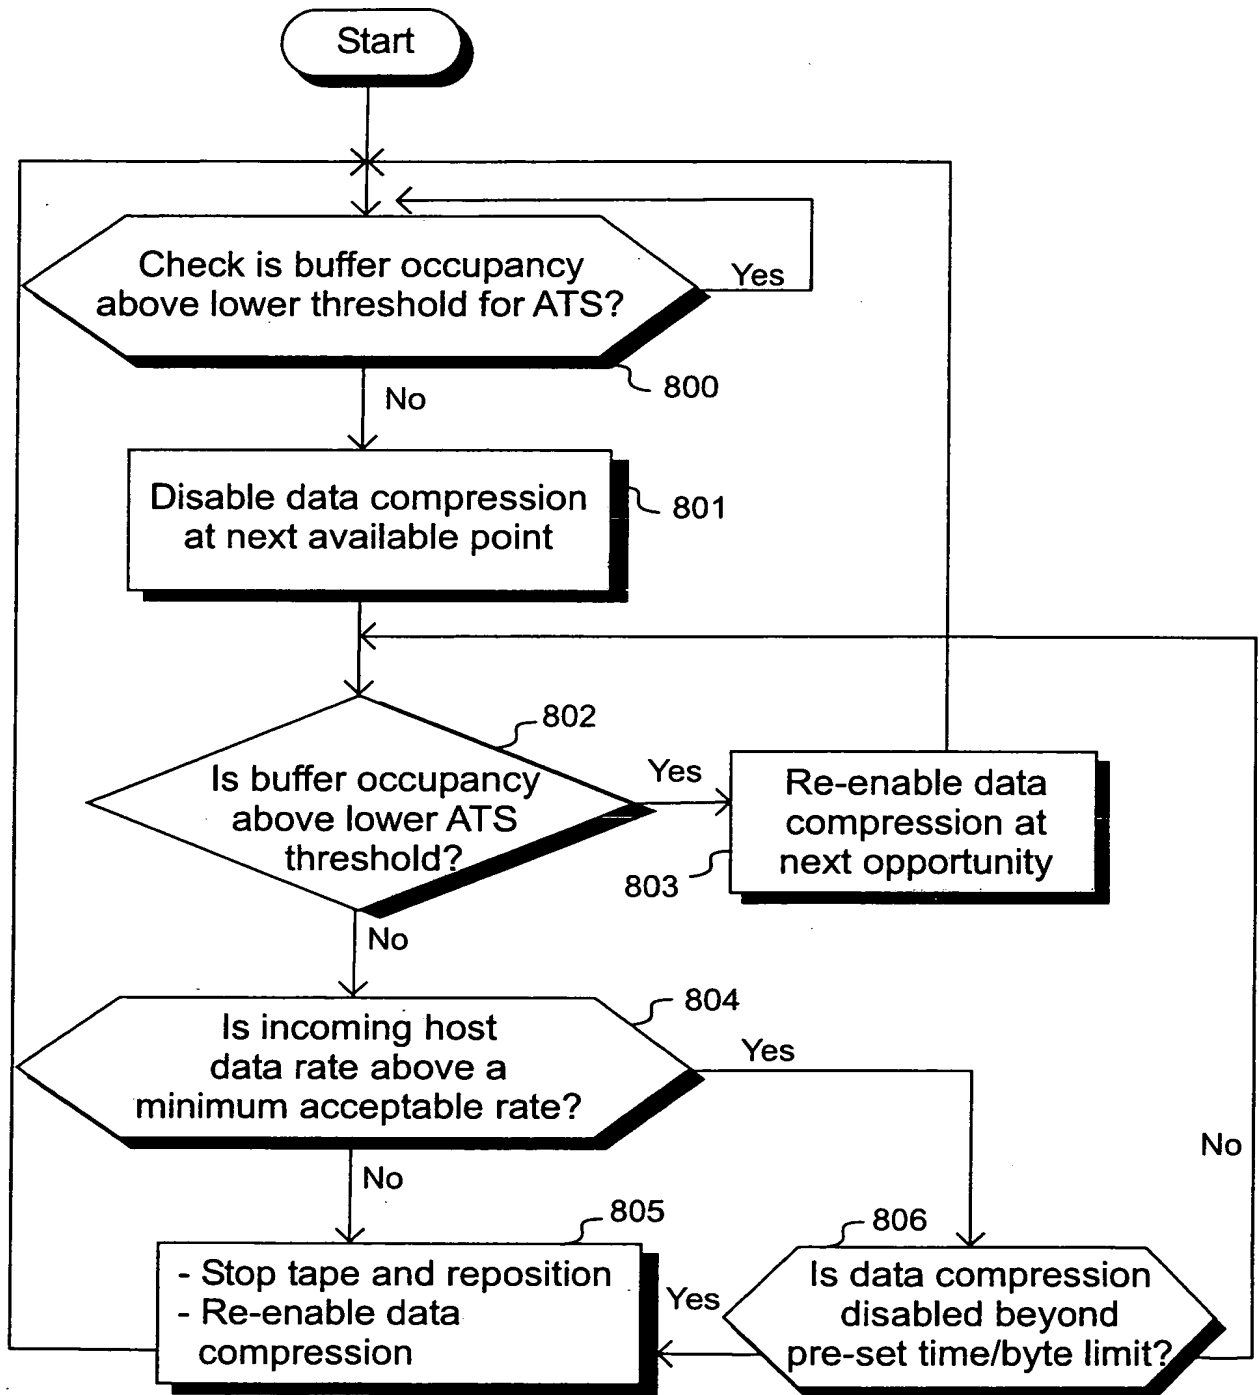 Start
Check is buffer occupancy
above lower threshold for ATS?
Yes
800
No
Disable data compression
at next available point
801
802
Is buffer occupancy
above lower ATS
threshold?
Yes
Re-enable data
compression at
next opportunity
803
No
804
Is incoming host
data rate above a
minimum acceptable rate?
Yes
No
No
805
- Stop tape and reposition
- Re-enable data
compression
Yes
806
Is data compression
disabled beyond
pre-set time/byte limit?